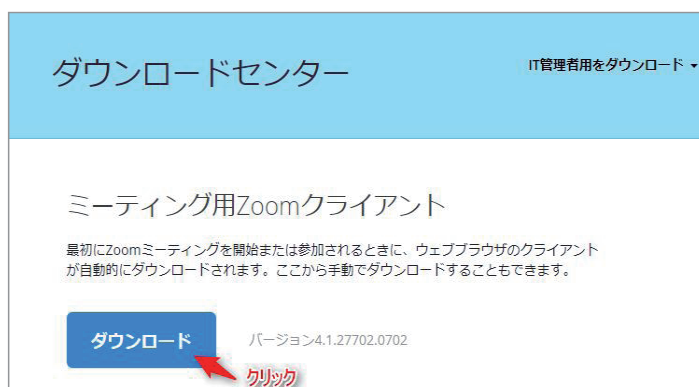 ダウンロードセンター
IT管理者用をダウンロード
ミーティング用Zoomクライアント
最初にZoomミーティングを開始または参加されるときに、ウェブブラウザのクライアント
が自動的にダウンロードされます。ここから手動でダウンロードすることもできます。
ダウンロード
バージョン4.1.27702.0702
クリック